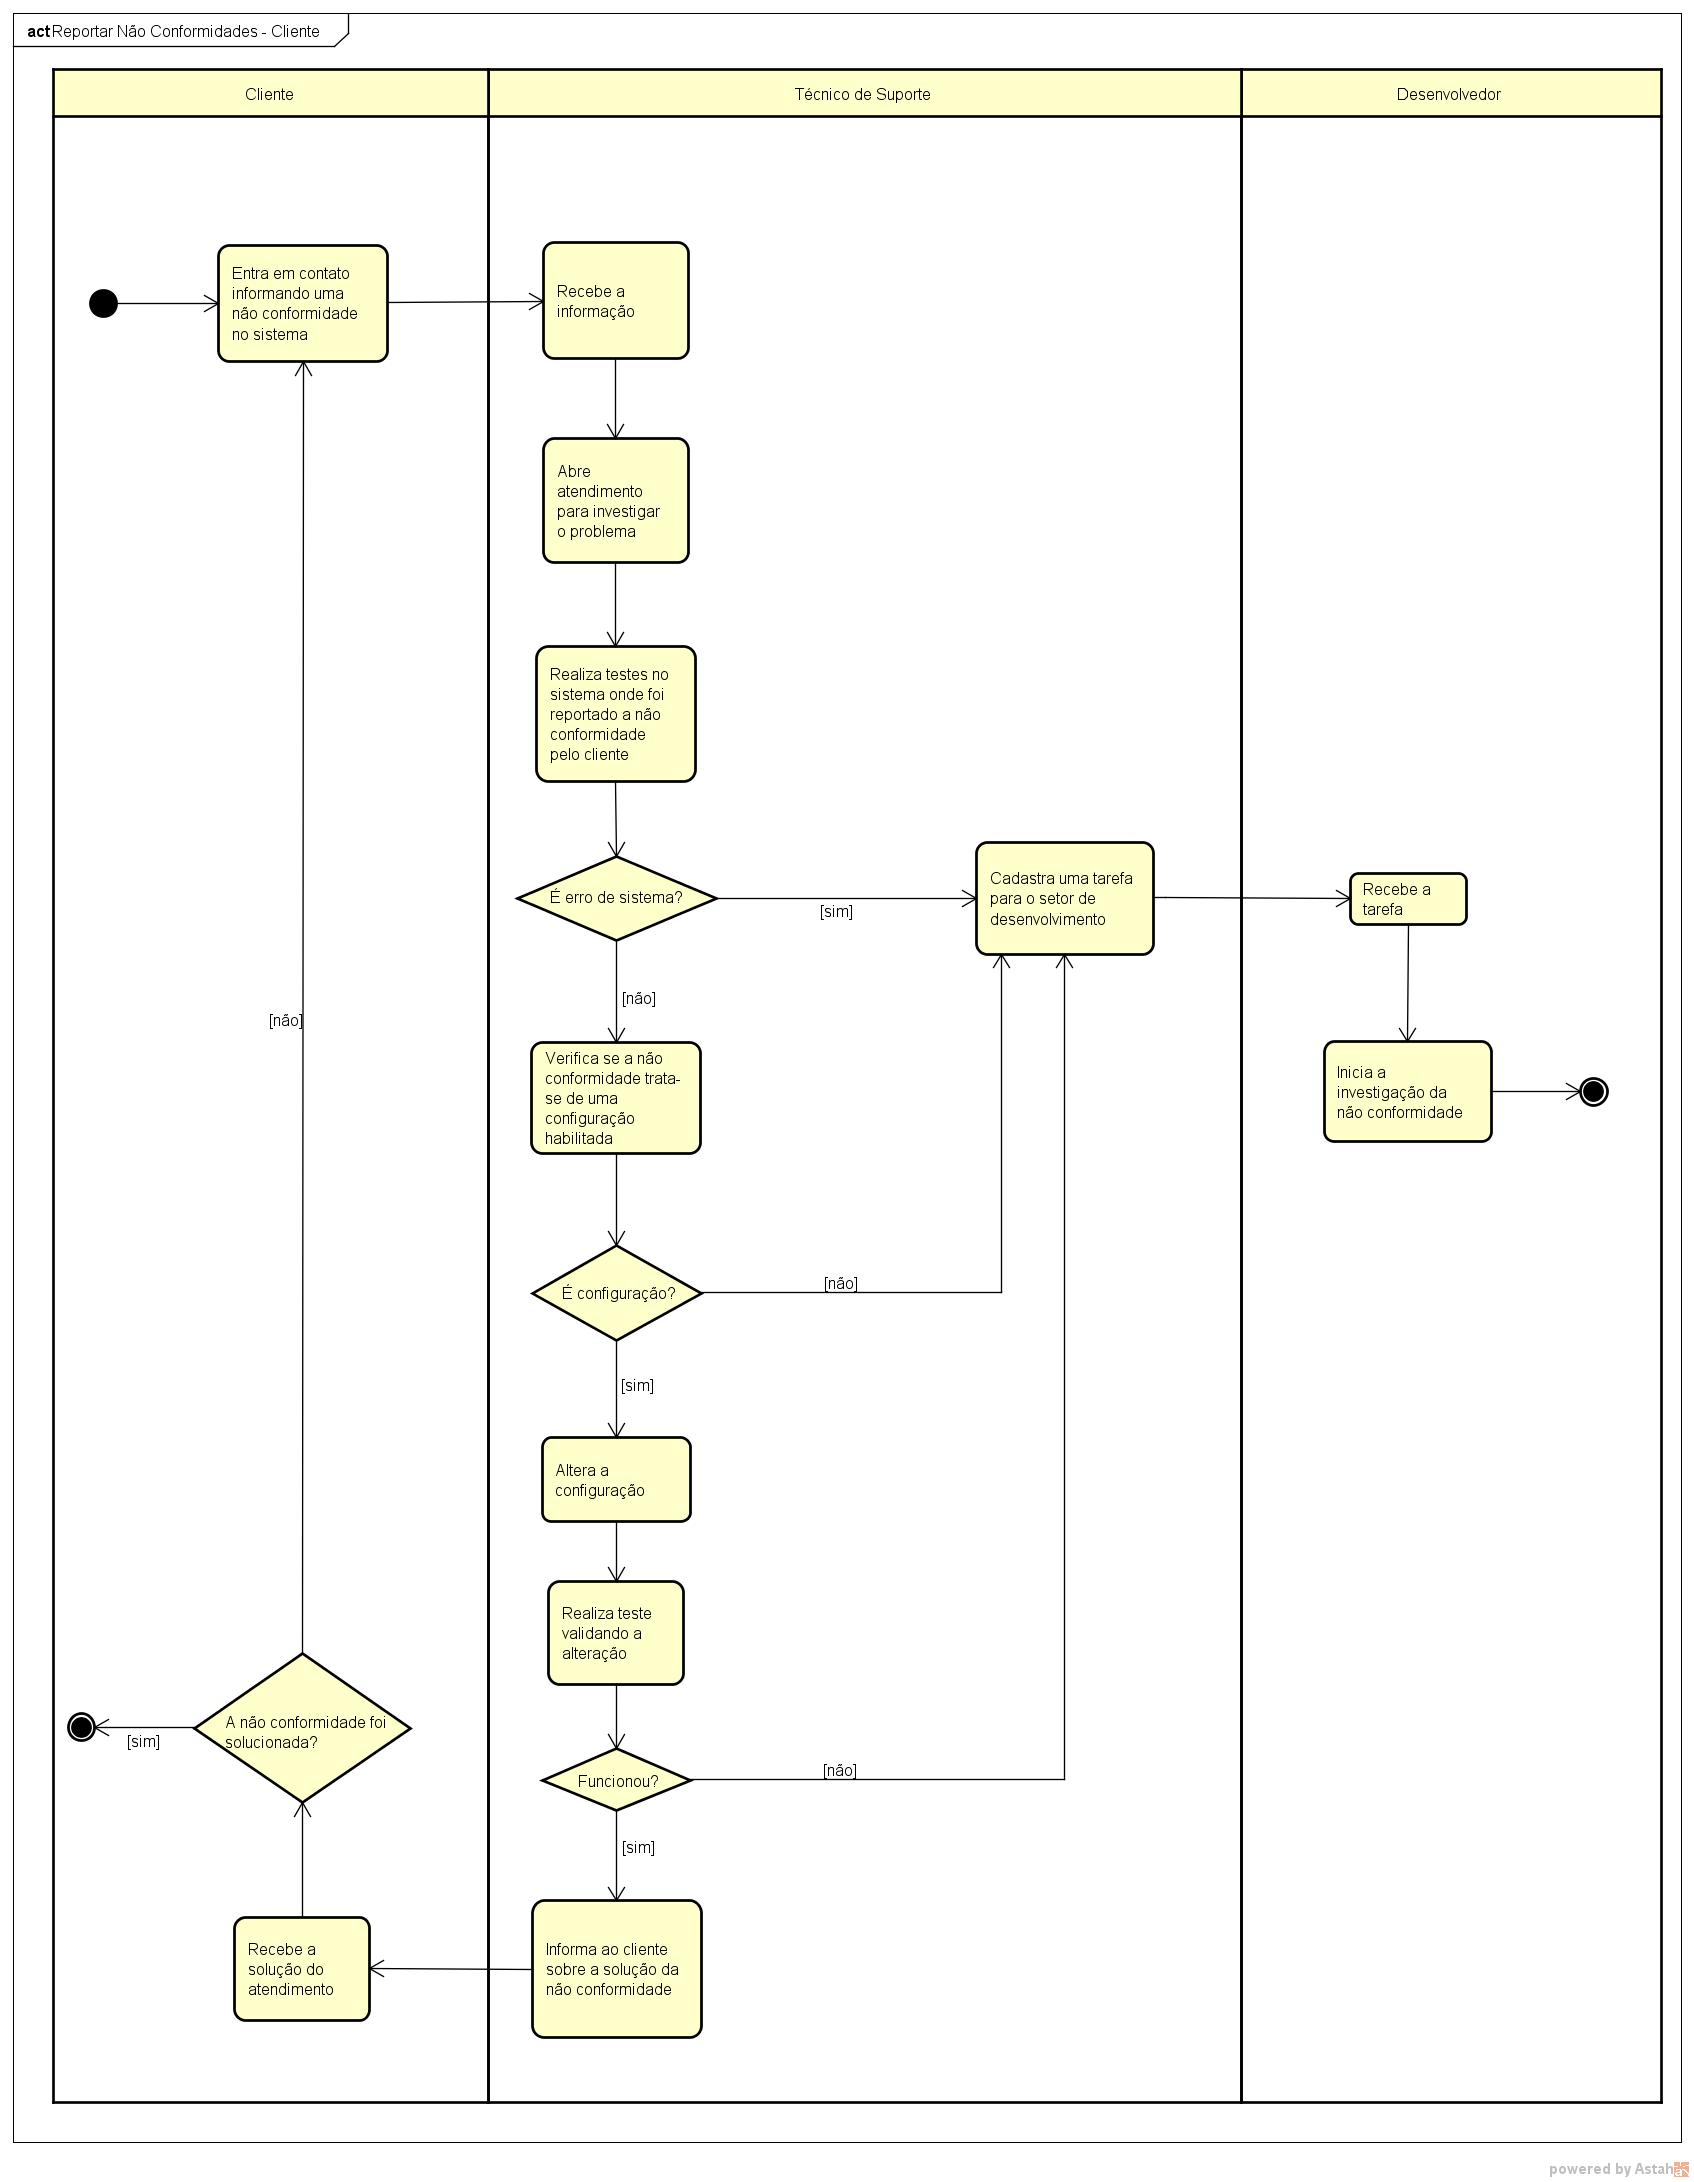 act Reportar Não Conformidades - Cliente
Cliente
Técnico de Suporte
Desenvolvedor
Entra em contato
informando uma
não conformidade
no sistema
Recebe a
informação
Abre
atendimento
para investigar
o problema
Realiza testes no
sistema onde foi
reportado a não
conformidade
pelo cliente
É erro de sistema?
[sim]
Cadastra uma tarefa
para o setor de
desenvolvimento
Recebe a
tarefa
[não]
[não]
Verifica se a não
conformidade trata-
se de uma
configuração
habilitada
Inicia a
investigação da
não conformidade
É configuração?
[não]
[sim]
Altera a
configuração
Realiza teste
validando a
alteração
A não conformidade foi
solucionada?
[sim]
Funcionou?
[não]
[sim]
Informa ao cliente
sobre a solução da
não conformidade
Recebe a
solução do
atendimento
powered by Astah